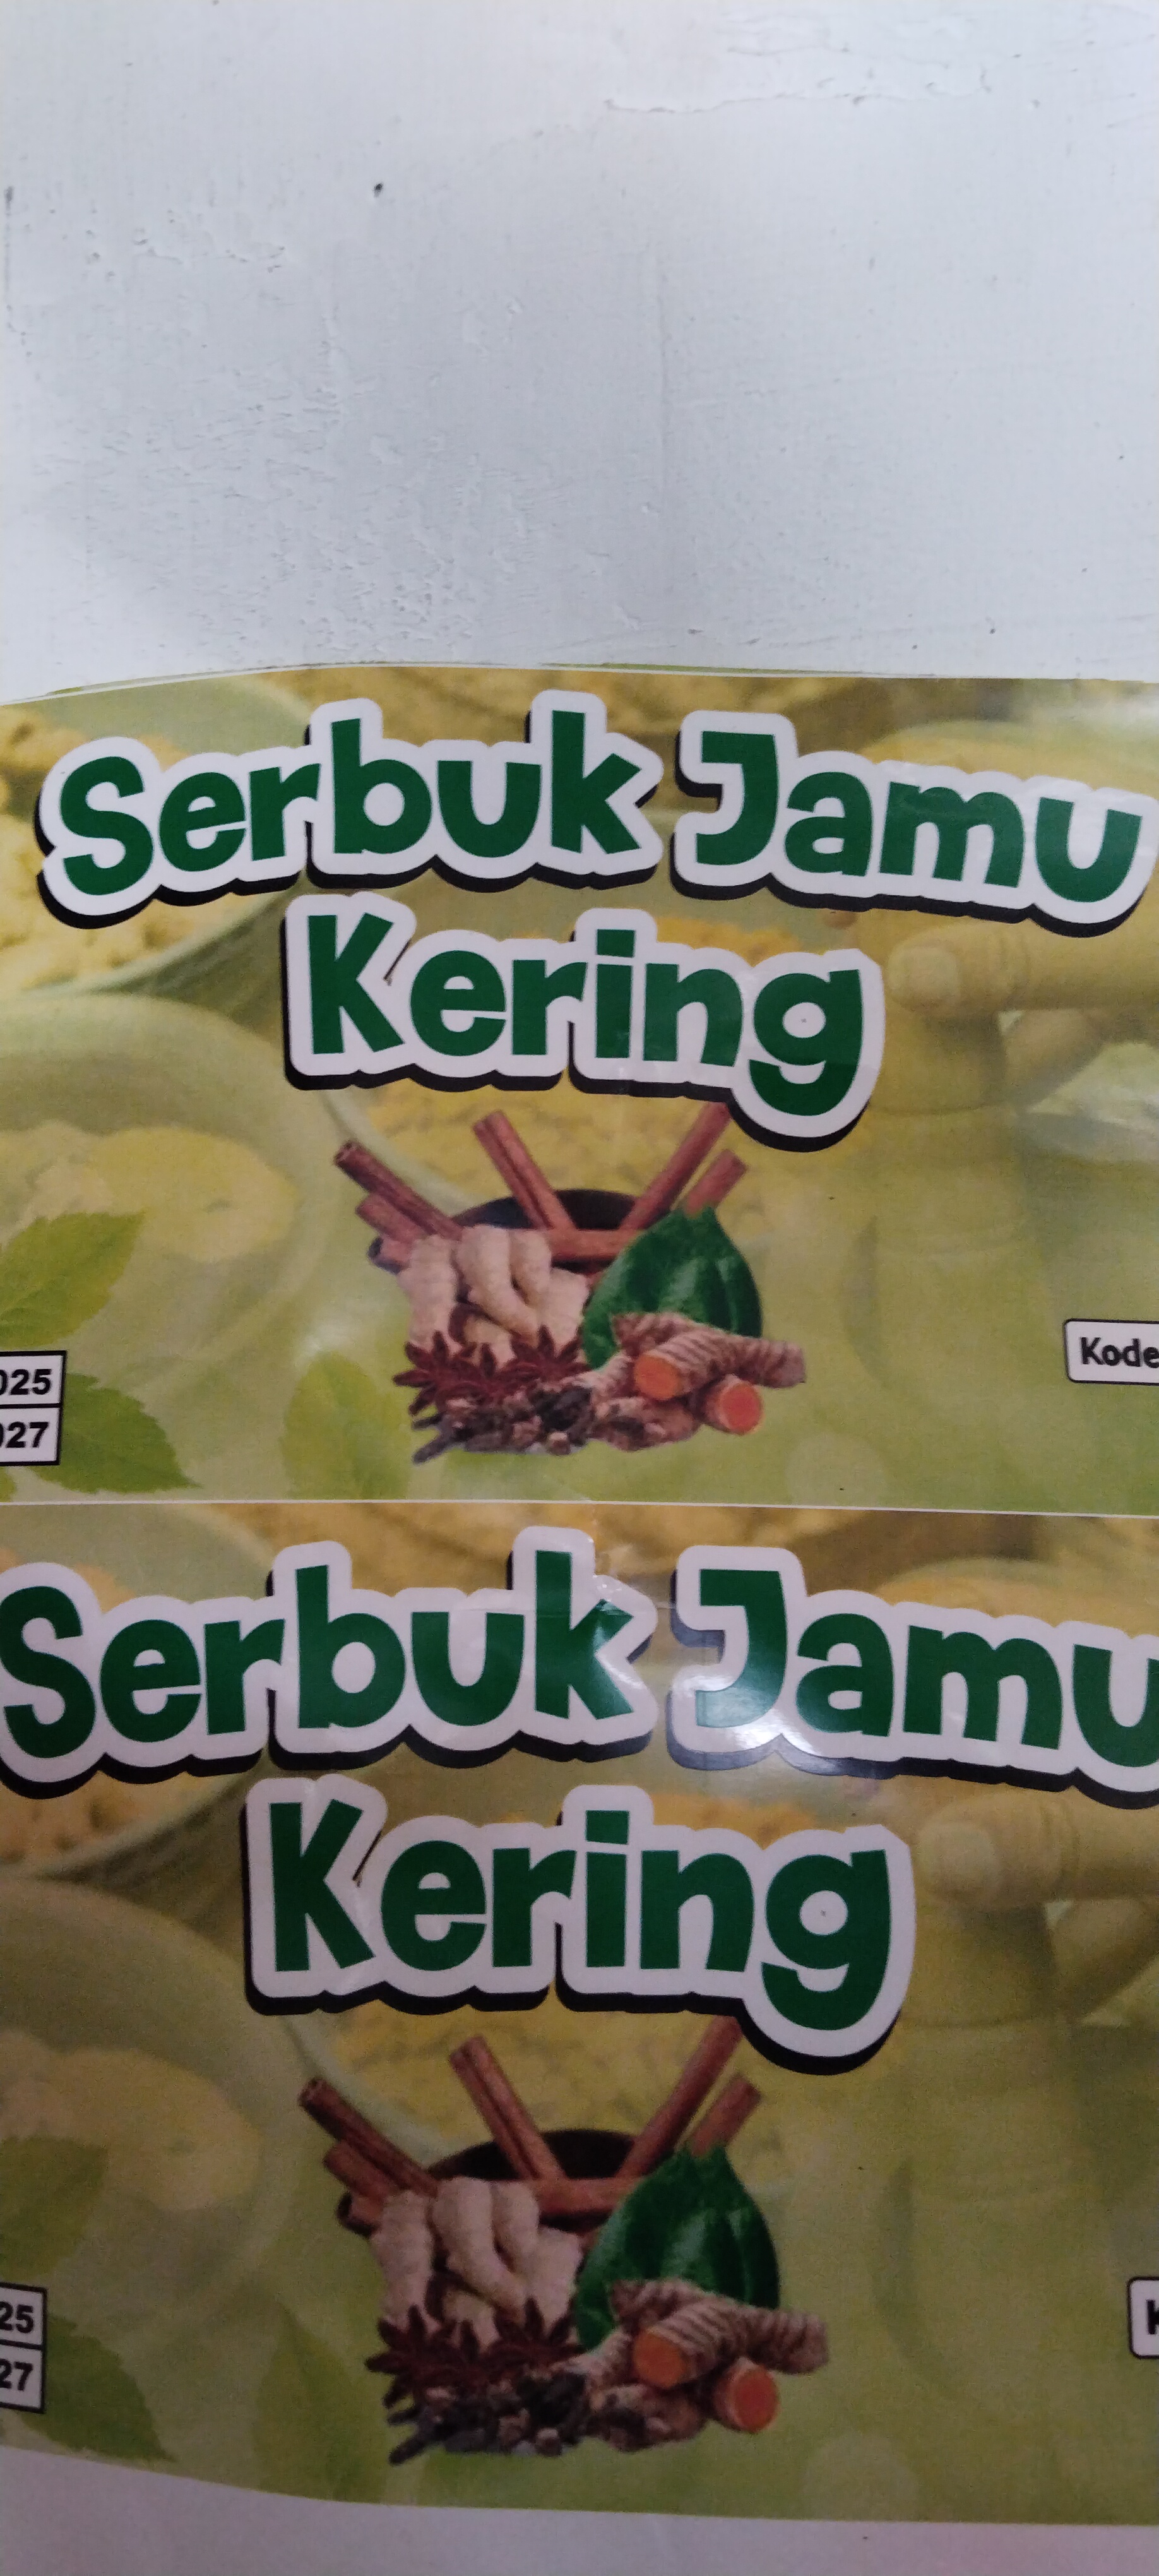 Serbuk Jamu
Kering
025
Kode
027
Serbuk Jamu
Kering
25
27